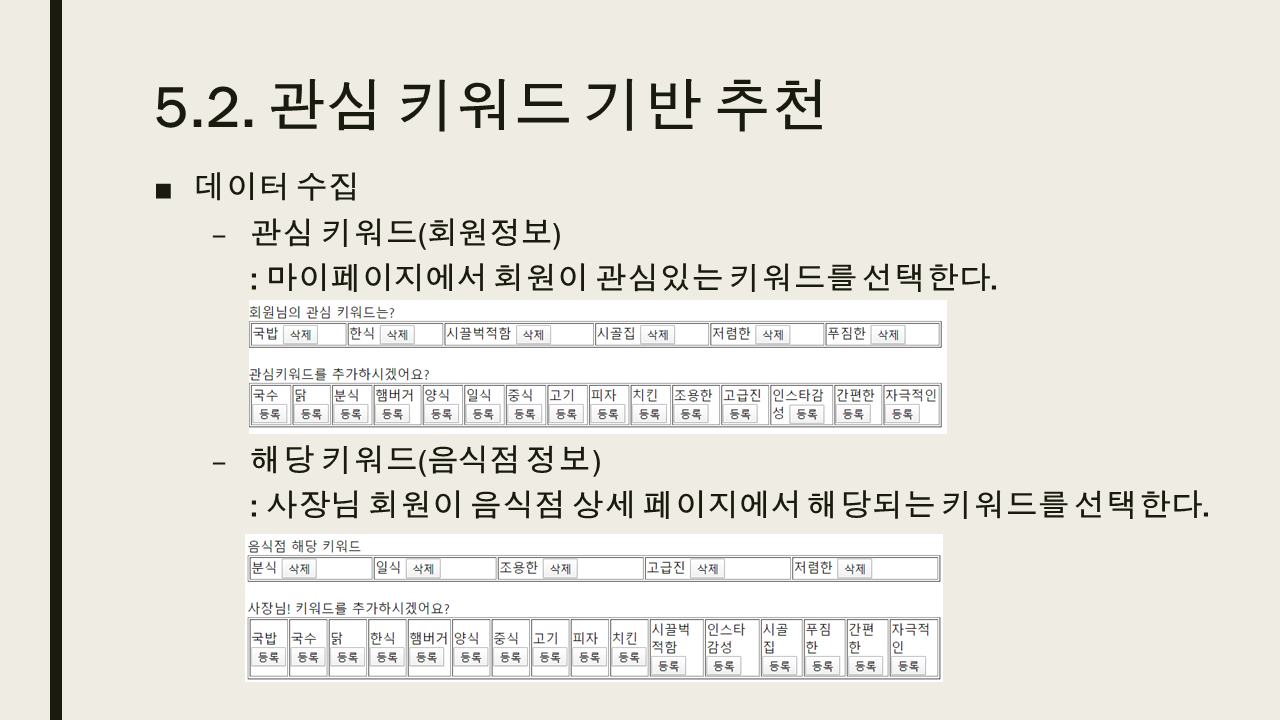 5.2. 관심 키워드 기반 추천
■ 데이터 수집
– 관심 키워드(회원정보)
: 마이페이지에서 회원이 관심있는 키워드를 선택한다.
회원님의 관심 키워드는?
국밥 삭제 한식 삭제 시끌벅적함 삭제 시골집 삭제 저렴한 삭제 푸짐한 삭제
관심키워드를 추가하시겠어요?
국수 닭 분식 햄버거 양식 일식 중식 고기 피자 치킨 조용한 고급진 인스타감 간편한 자극적인
등록 등록 등록 등록 등록 등록 등록 등록 등록 등록 등록 등록 성 등록 등록 등록
– 해당 키워드(음식점 정보)
: 사장님 회원이 음식점 상세 페이지에서 해당되는 키워드를 선택한다.
음식점 해당 키워드
분식 삭제 일식 삭제 조용한 삭제 고급진 삭제 저렴한 삭제
사장님! 키워드를 추가하시겠어요?
국밥 국수 닭 한식 햄버거 양식 중식 고기 피자 치킨 시끌벅 인스타 시골 푸짐 간편 자극적
적함 감성 집 한 한 인
등록 등록 등록 등록 등록 등록 등록 등록 등록 등록 등록 등록 등록 등록 등록 등록